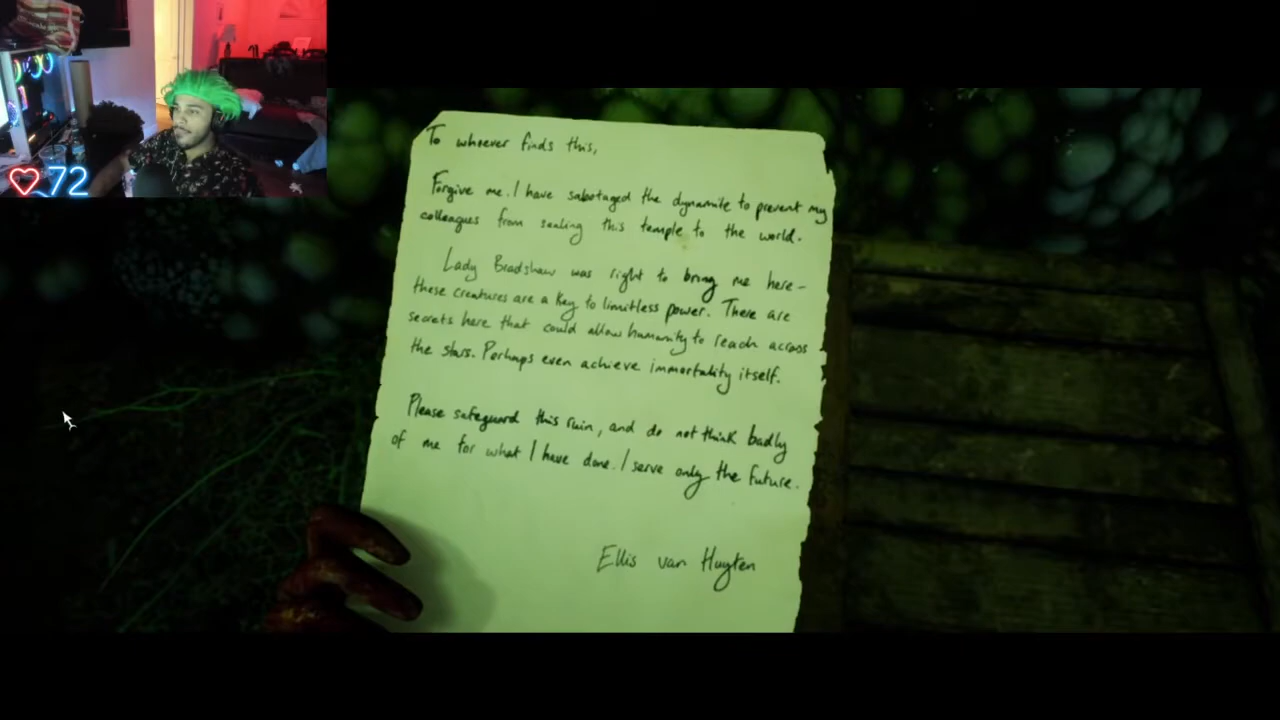 72
To whoever finds this,
Forgive me. I have sabotaged the dynamite to prevent my
colleagues from sealing this temple to the world.
Lady Bradshaw was right to bring me here –
these creatures are a key to limitless power. There are
secrets here that could allow humanity to reach across
the stars. Perhaps even achieve immortality itself.
Please safeguard this ruin, and do not think badly
of me for what I have done. I serve only the future.
Ellis van Huyten